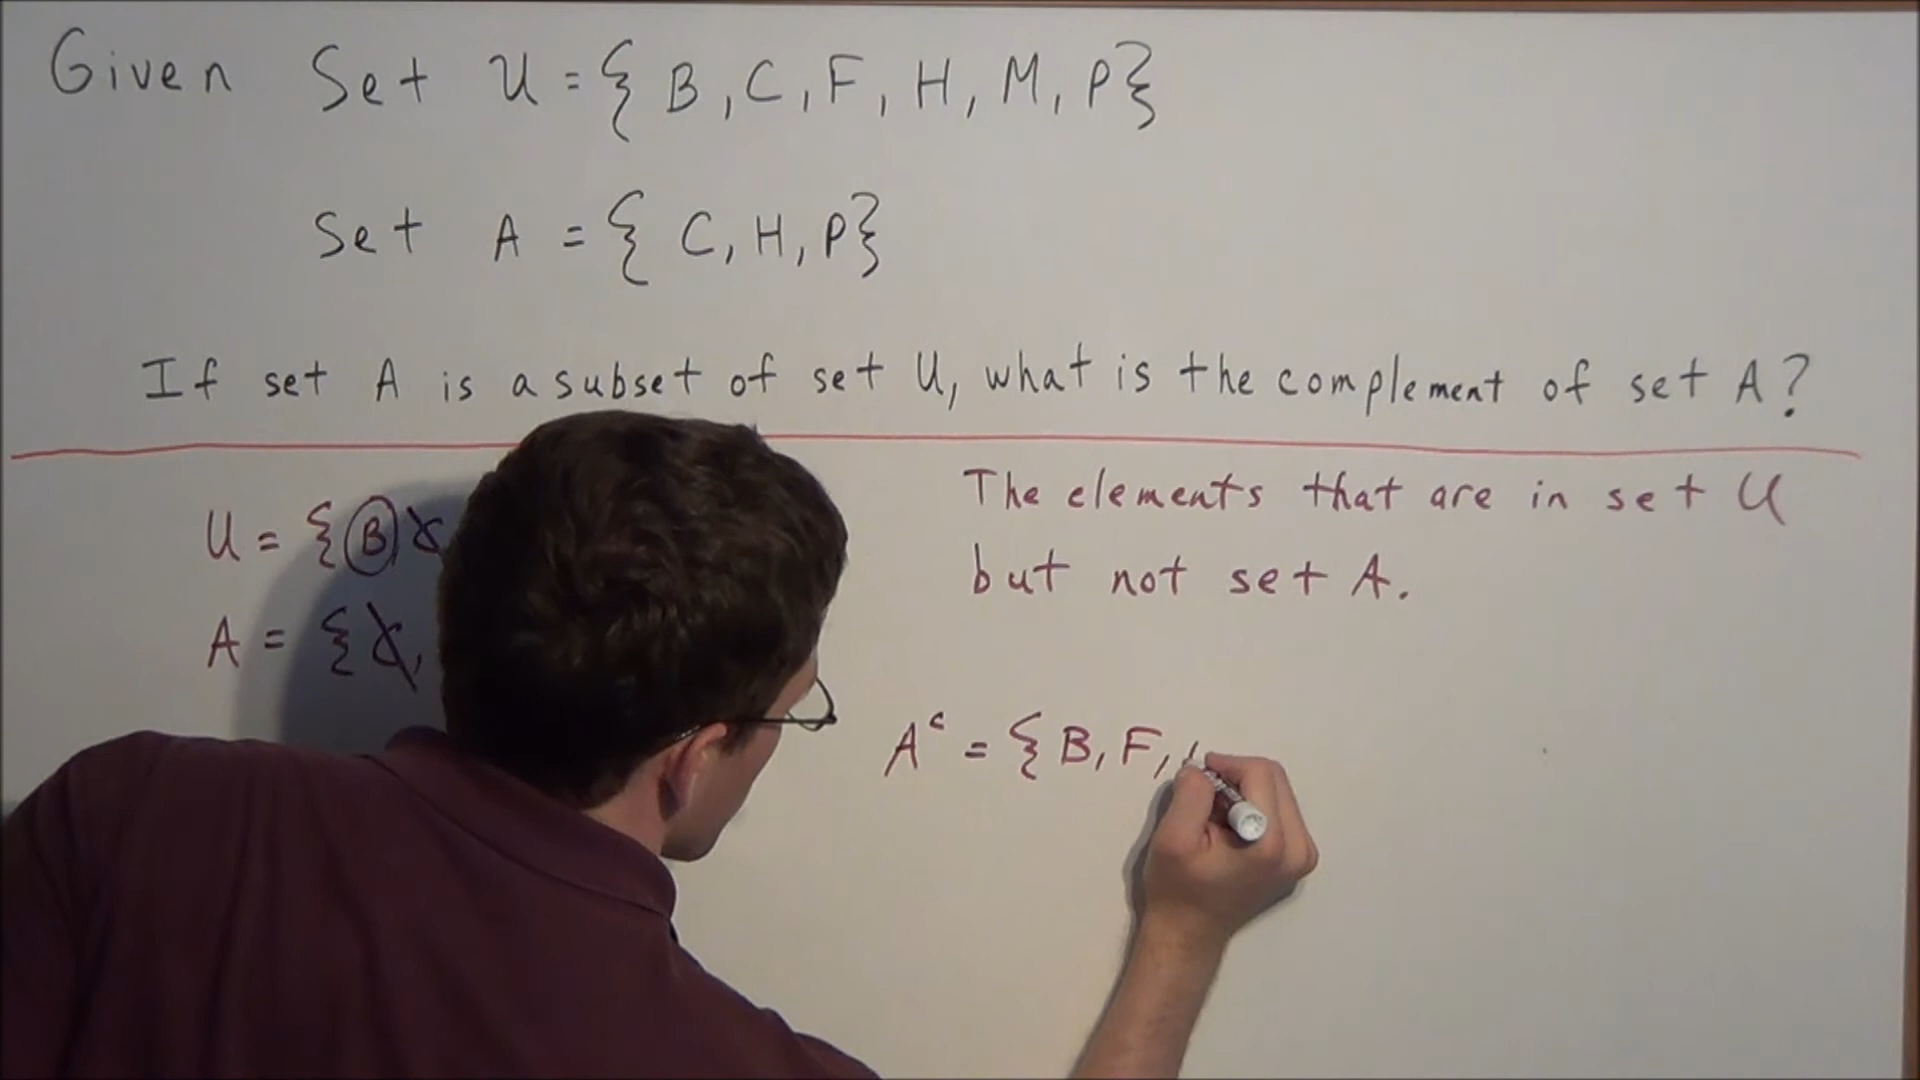 Given Set U = { B, C, F, H, M, P}
Set A = { C, H, P}
If set A is a subset of set U, what is the complement of set A?
U = { B C
A = { C,
The elements that are in set U
but not set A.
Aᶜ = { B, F,